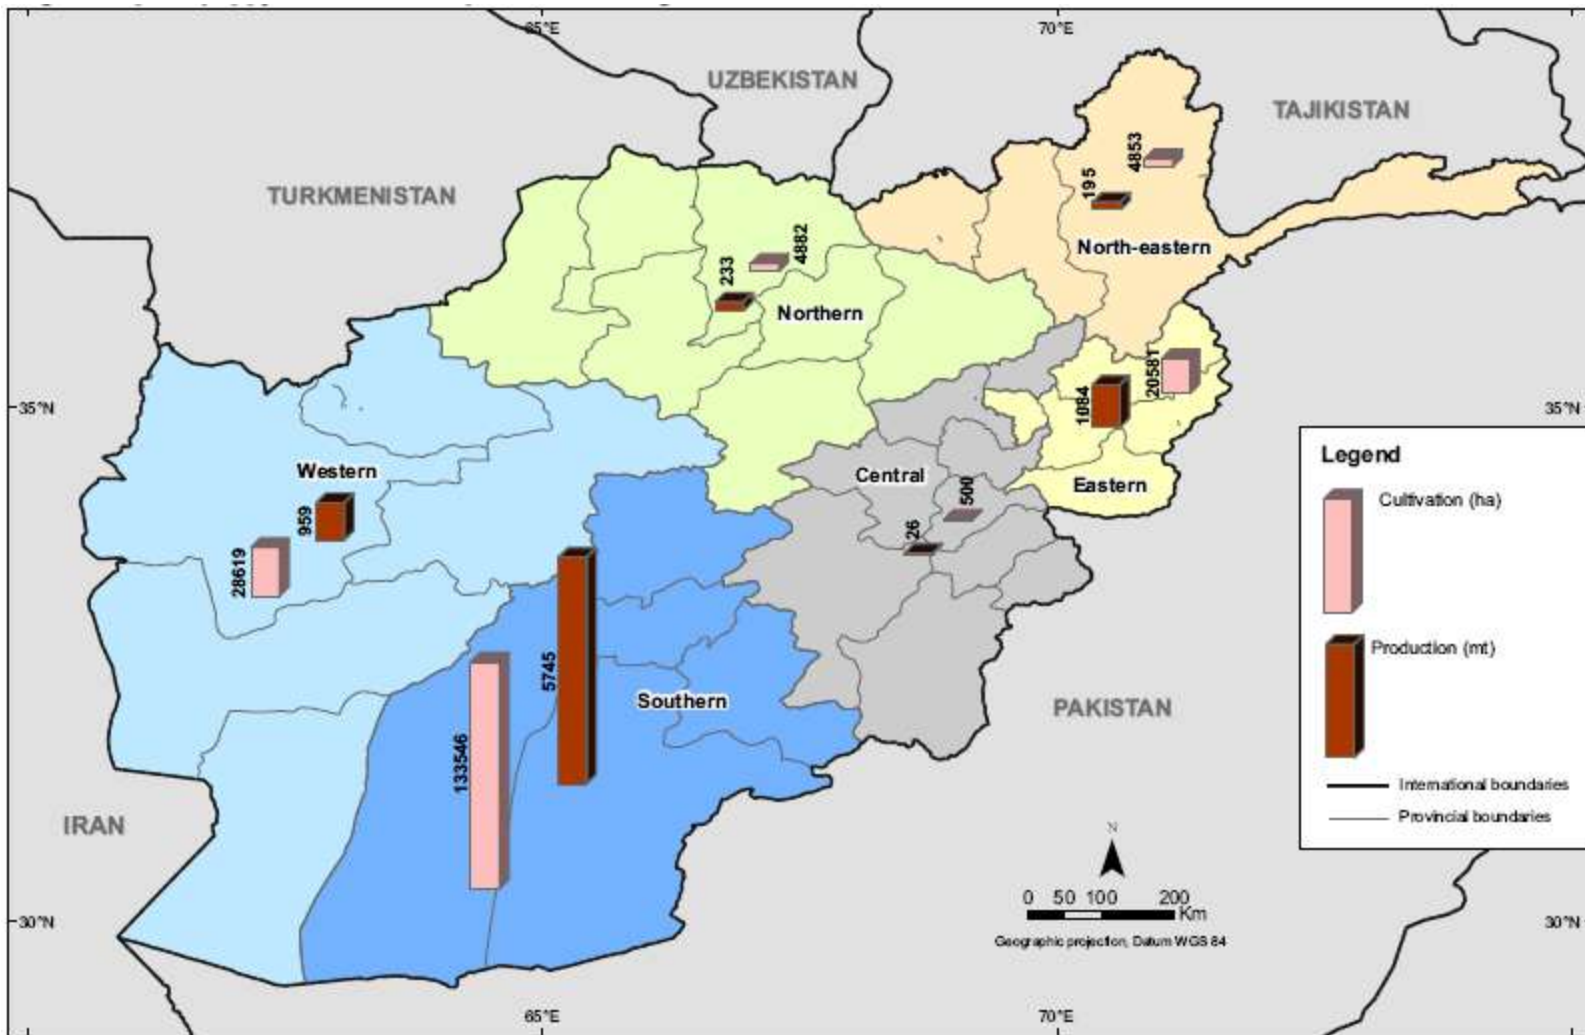 65°E
70°E
UZBEKISTAN
TAJIKISTAN
TURKMENISTAN
4853
195
North-eastern
4882
233
Northern
20581
1084
35°N
35°N
Western
Central
Eastern
500
26
959
28619
5745
Southern
133546
PAKISTAN
IRAN
Legend
Cultivation (ha)
Production (mt)
International boundaries
Provincial boundaries
N
0 50 100 200
Km
Geographic projection, Datum WGS 84
30°N
30°N
65°E
70°E